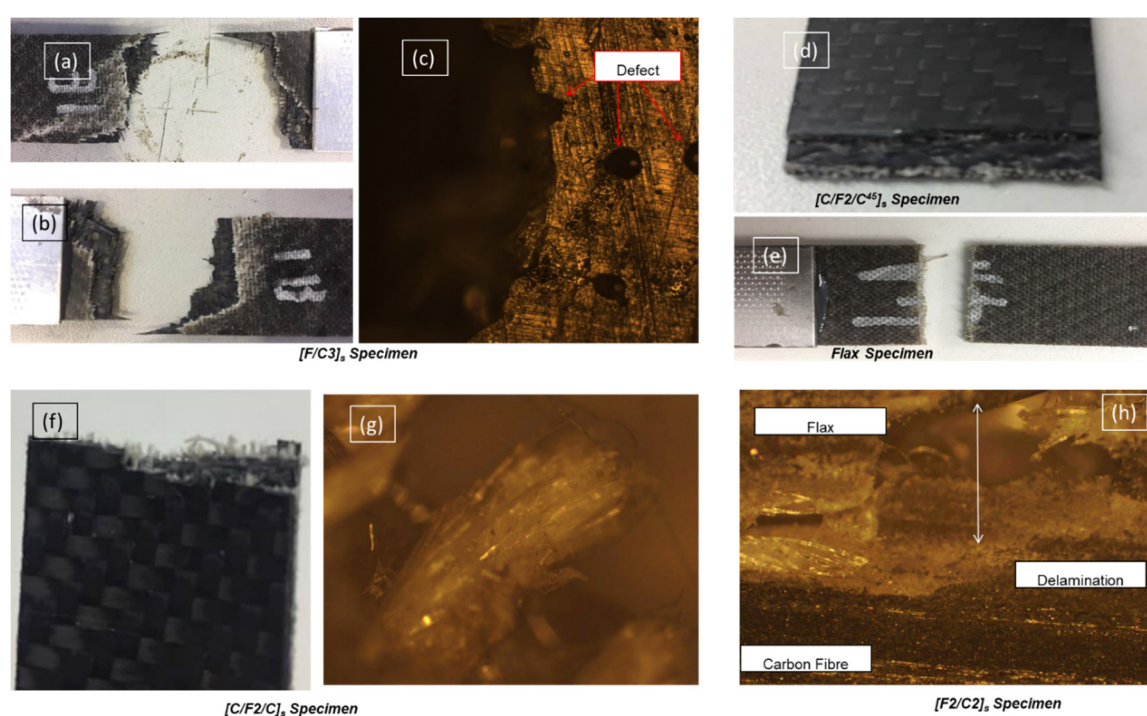 (a)
(b)
(c)
Defect
[F/C3]s Specimen
(d)
[C/F2/C⁴⁵]s Specimen
(e)
Flax Specimen
(f)
(g)
[C/F2/C]s Specimen
(h)
Flax
Delamination
Carbon Fibre
[F2/C2]s Specimen